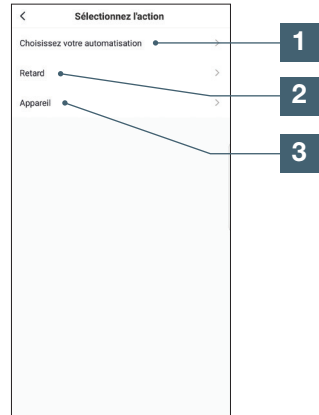 Sélectionnez l'action
Choisissez votre automatisation
1
Retard
2
Appareil
3